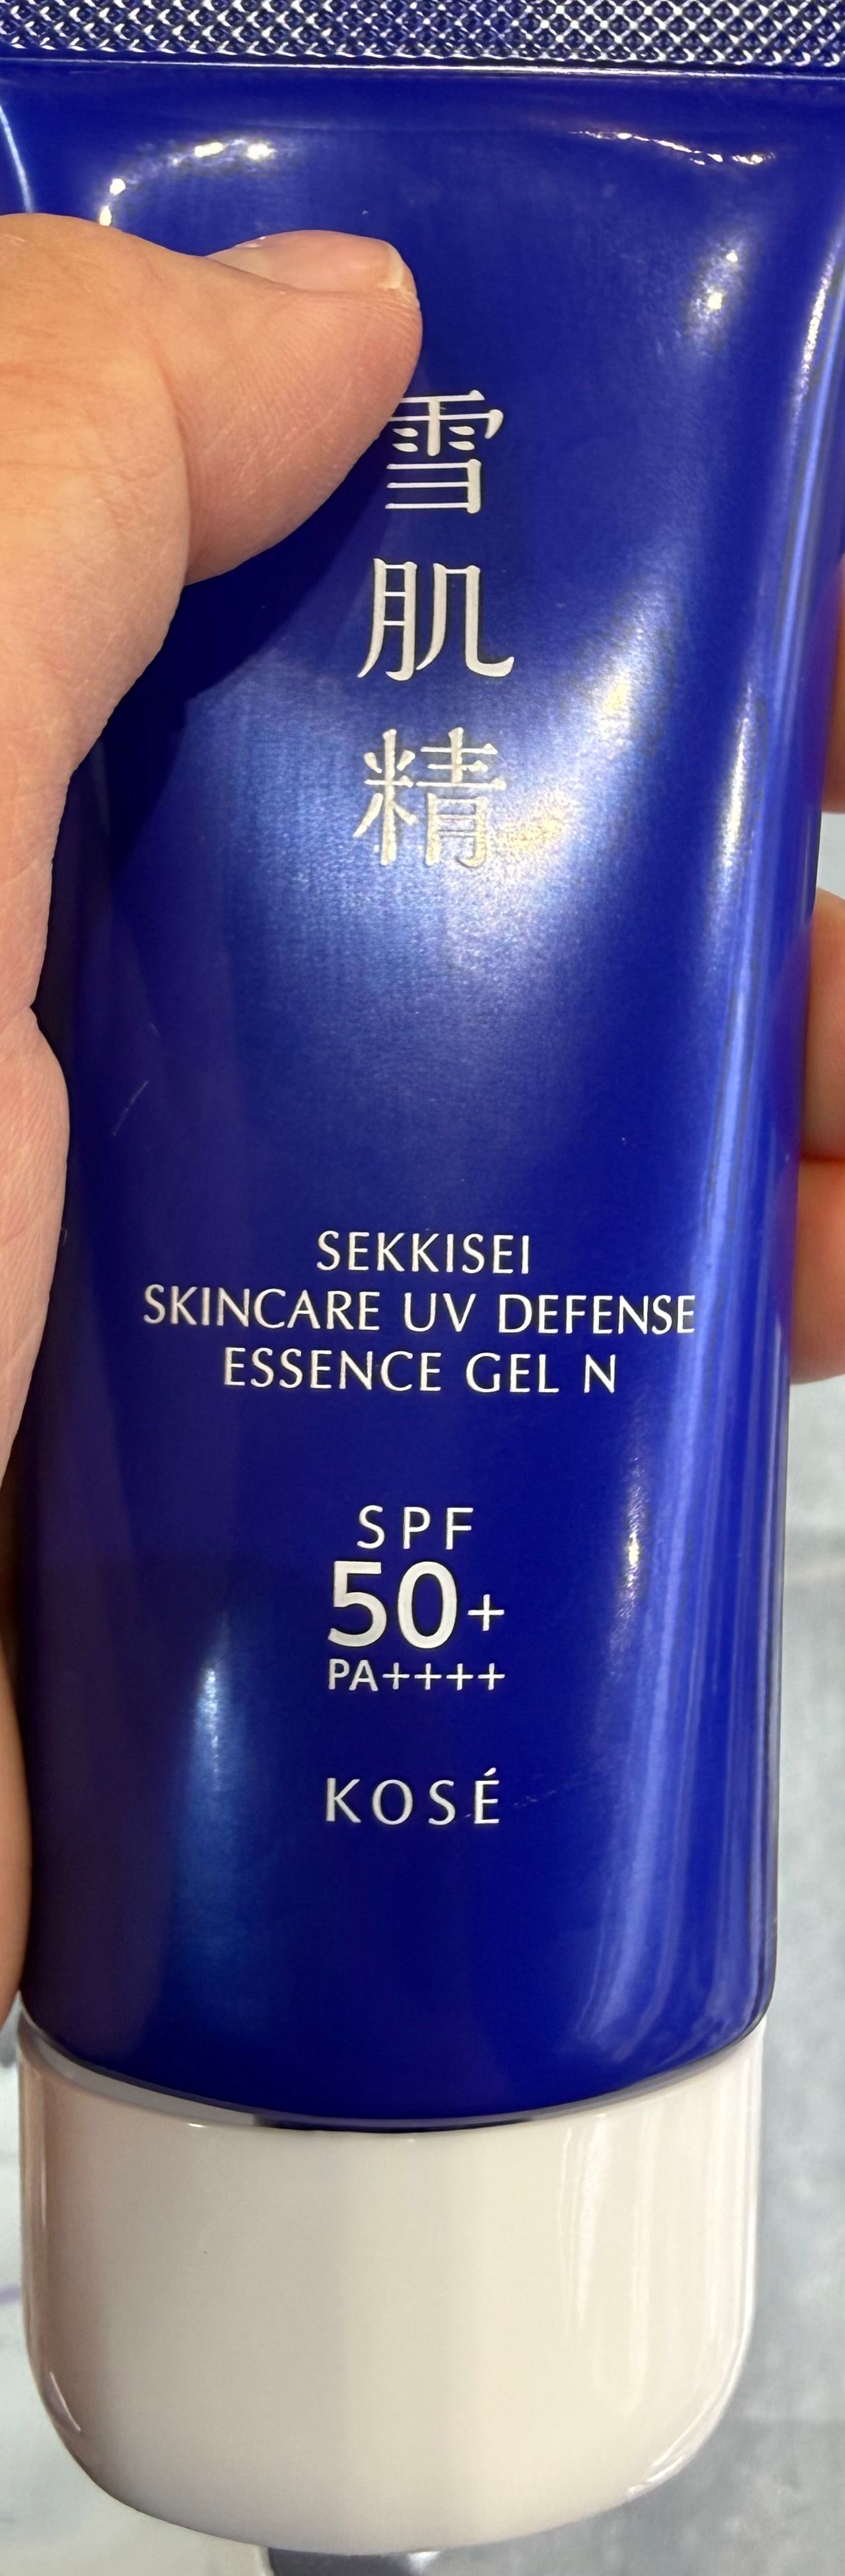 雪肌精
SEKKISEI
SKINCARE UV DEFENSE
ESSENCE GEL N
SPF
50+
PA++++
KOSÉ